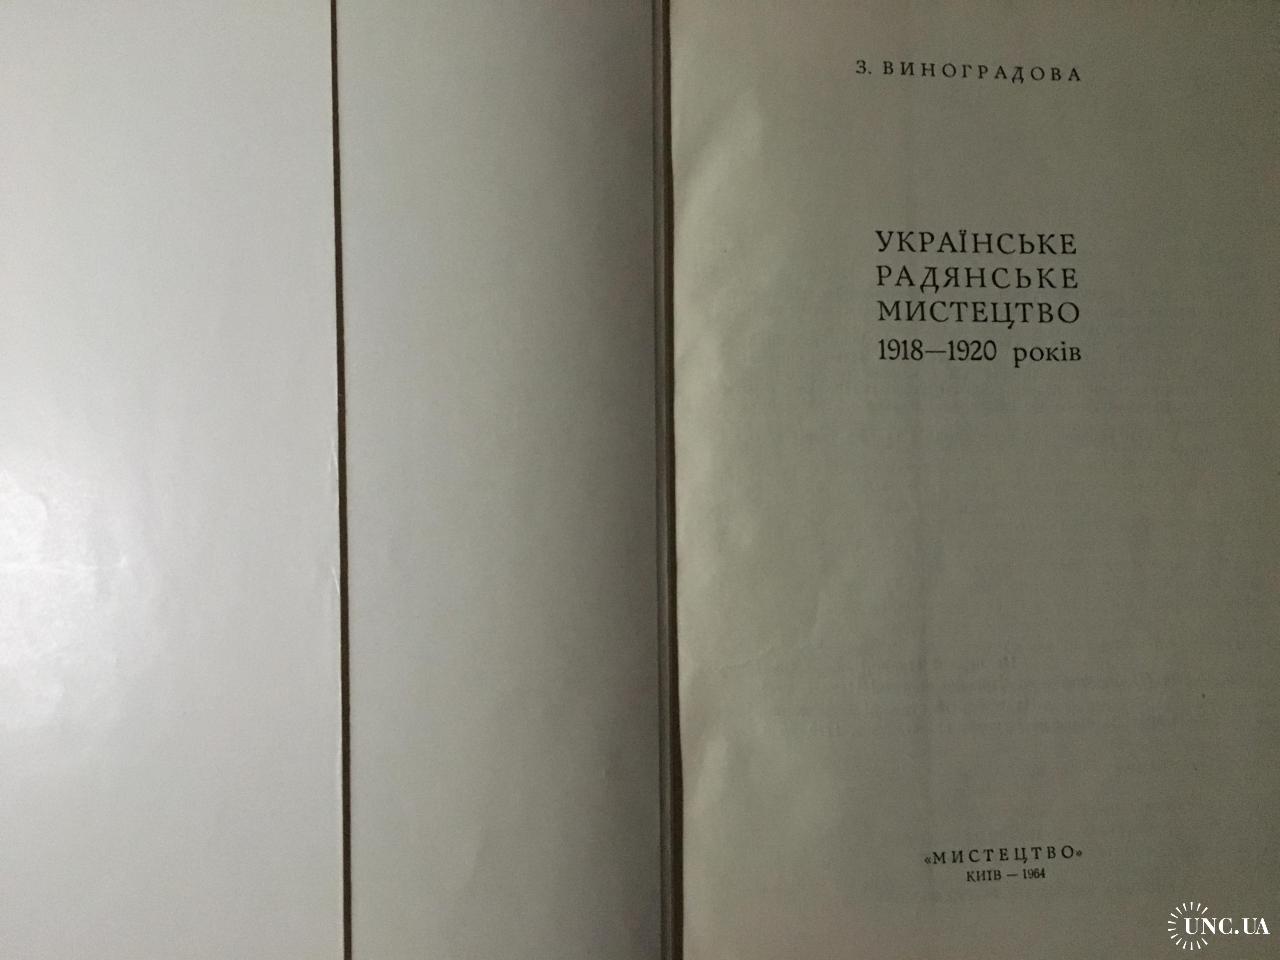 З. ВИНОГРАДОВА
УКРАЇНСЬКЕ
РАДЯНСЬКЕ
МИСТЕЦТВО
1918—1920 років
«МИСТЕЦТВО»
КИЇВ — 1964
UNC.UA